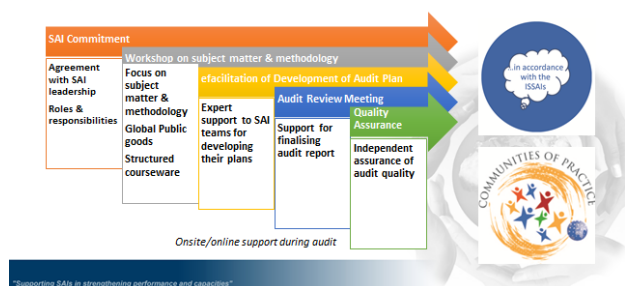 SAI Commitment
Agreement
with SAI
leadership
Roles &
responsibilities
Workshop on subject matter & methodology
Focus on
subject
matter &
methodology
Global Public
goods
Structured
courseware
efacilitation of Development of Audit Plan
Expert
support to SAI
teams for
developing
their plans
Audit Review Meeting
Support for
finalising
audit report
Quality
Assurance
Independent
assurance of
audit quality
Onsite/online support during audit
..in accordance
with the
ISSAIs
COMMUNITIES OF PRACTICE
"Supporting SAIs in strengthening performance and capacities"